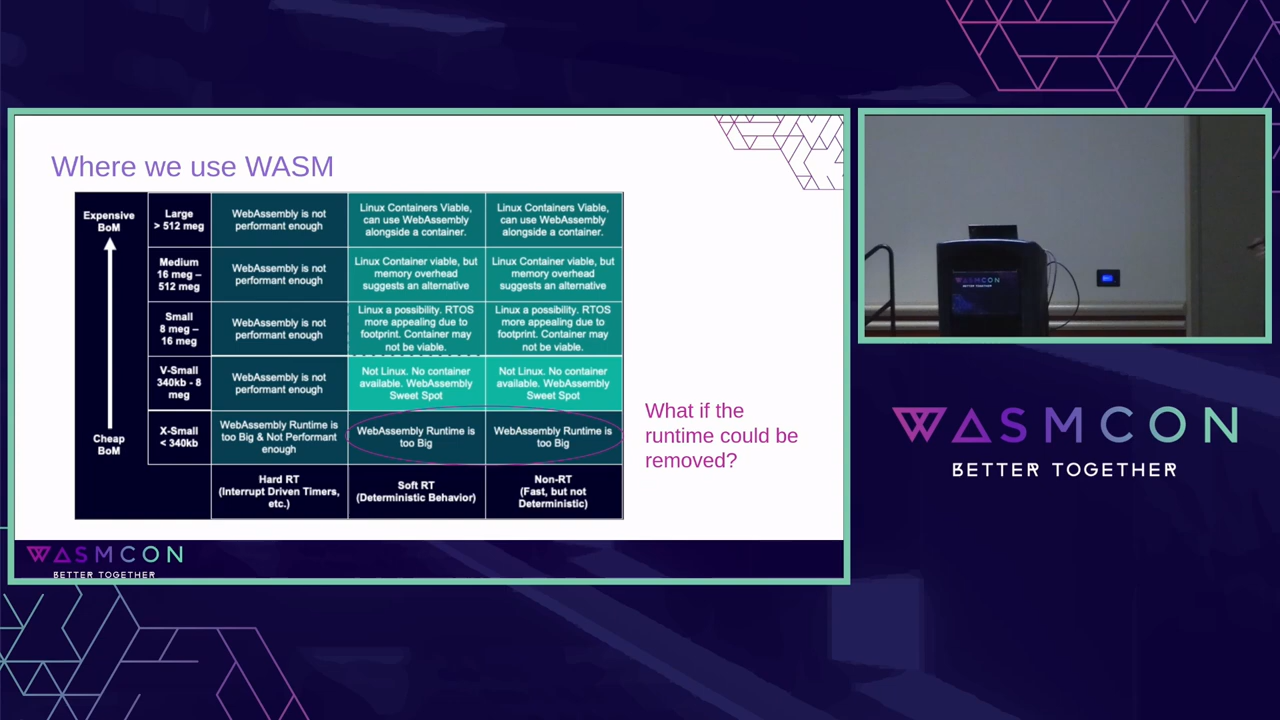 Where we use WASM
Expensive
BoM
Large
> 512 meg
WebAssembly is not
performant enough
Linux Containers Viable,
can use WebAssembly
alongside a container.
Linux Containers Viable,
can use WebAssembly
alongside a container.
Medium
16 meg –
512 meg
WebAssembly is not
performant enough
Linux Container viable, but
memory overhead
suggests an alternative
Linux Container viable, but
memory overhead
suggests an alternative
Small
8 meg –
16 meg
WebAssembly is not
performant enough
Linux a possibility. RTOS
more appealing due to
footprint. Container may
not be viable.
Linux a possibility. RTOS
more appealing due to
footprint. Container may
not be viable.
V-Small
340kb - 8
meg
WebAssembly is not
performant enough
Not Linux. No container
available. WebAssembly
Sweet Spot
Not Linux. No container
available. WebAssembly
Sweet Spot
Cheap
BoM
X-Small
< 340kb
WebAssembly Runtime is
too Big & Not Performant
enough
WebAssembly Runtime is
too Big
WebAssembly Runtime is
too Big
Hard RT
(Interrupt Driven Timers,
etc.)
Soft RT
(Deterministic Behavior)
Non-RT
(Fast, but not
Deterministic)
What if the
runtime could be
removed?
WASMCON
BETTER TOGETHER
WASMCON
WASMCON
BETTER TOGETHER